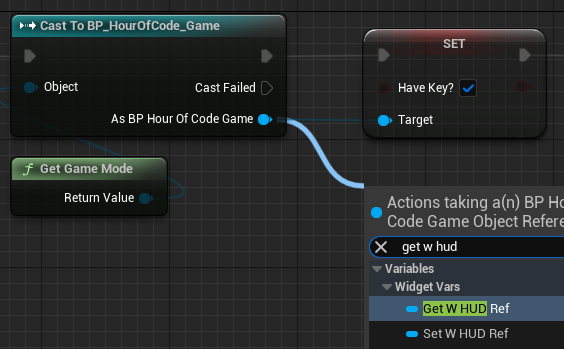 Cast To BP_HourOfCode_Game
Object
Cast Failed
As BP Hour Of Code Game
SET
Have Key?
Target
f Get Game Mode
Return Value
Actions taking a(n) BP Ho
Code Game Object Refere
get w hud
Variables
Widget Vars
Get W HUD Ref
Set W HUD Ref